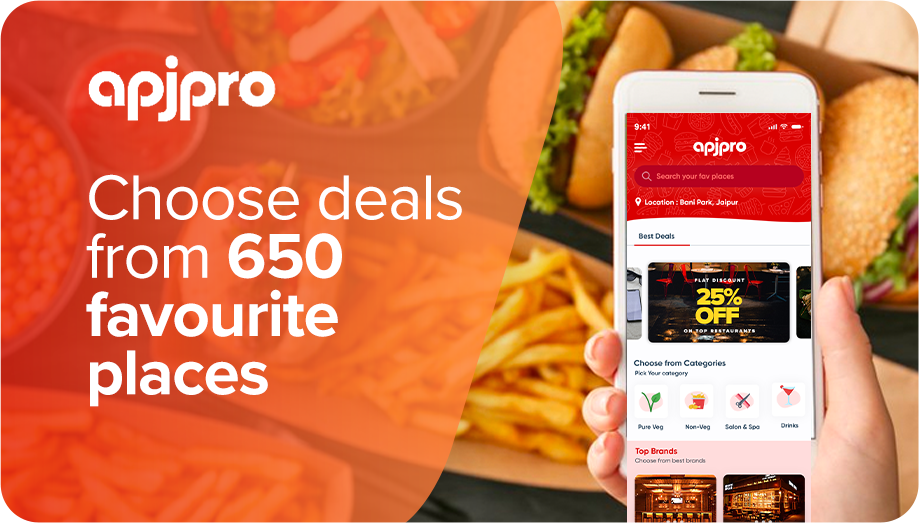 apjpro
Choose deals
from 650
favourite
places
9:41
apjpro
Search your fav places
Location : Bani Park, Jaipur
Best Deals
FLAT DISCOUNT
25%
OFF
ON TOP RESTAURANTS
Choose from Categories
Pick Your category
Pure Veg
Non-Veg
Salon & Spa
Drinks
Top Brands
Choose from best brands